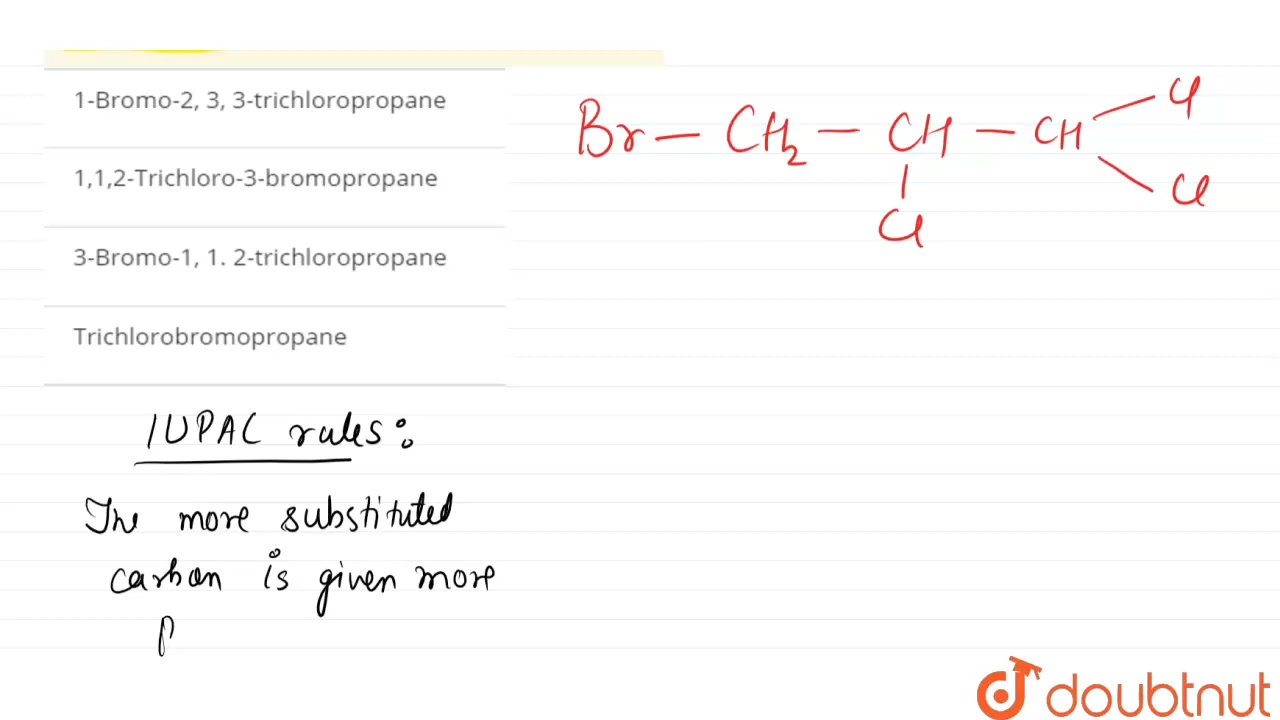 1-Bromo-2, 3, 3-trichloropropane
1,1,2-Trichloro-3-bromopropane
3-Bromo-1, 1. 2-trichloropropane
Trichlorobromopropane
Br — CH2 — CH — CH
Cl
Cl
Cl
IUPAC rules:
The more substituted
carbon is given more
p
doubtnut